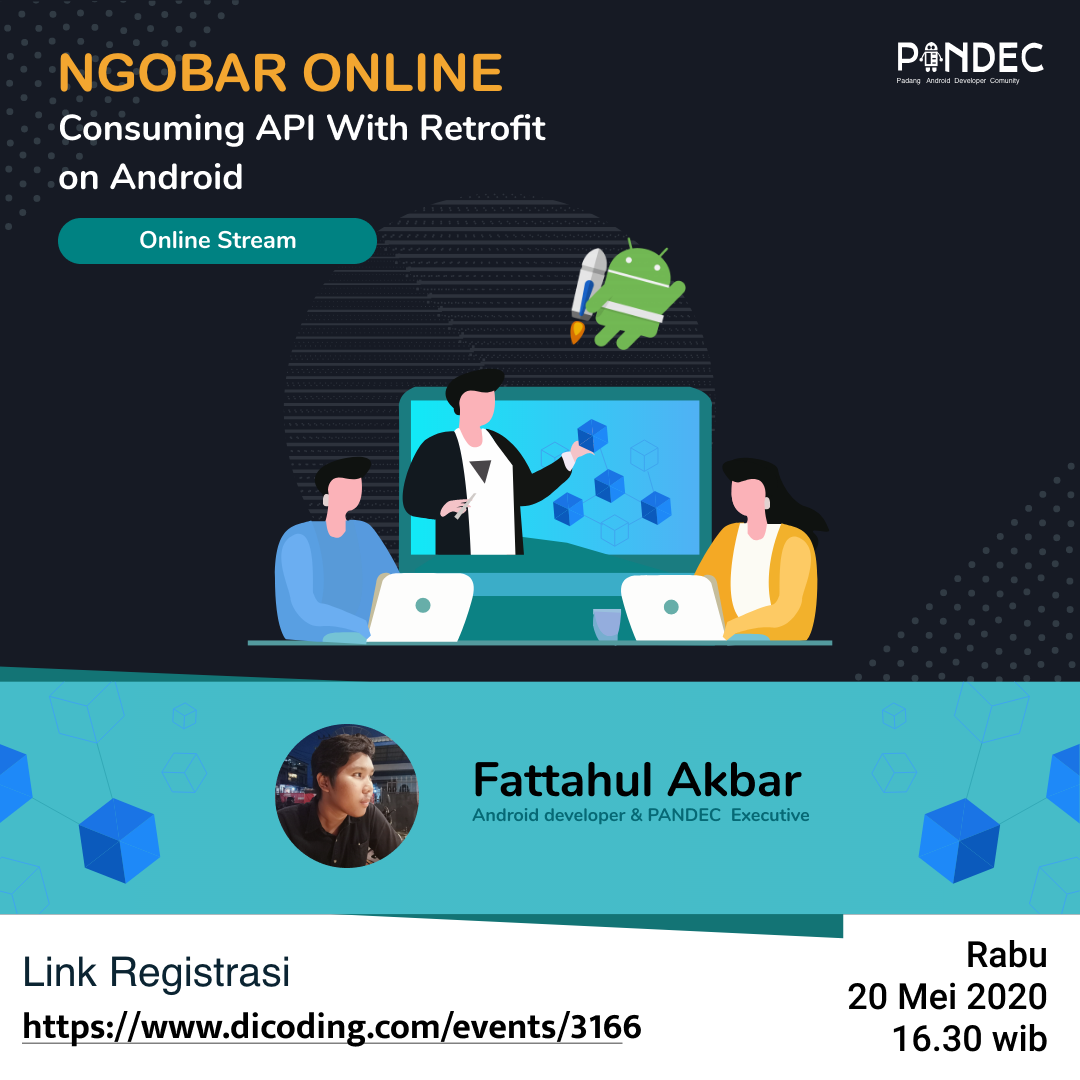 NGOBAR ONLINE
Consuming API With Retrofit
on Android
Online Stream
PANDEC
Padang Android Developer Comunity
Fattahul Akbar
Android developer & PANDEC Executive
Link Registrasi
https://www.dicoding.com/events/3166
Rabu
20 Mei 2020
16.30 wib